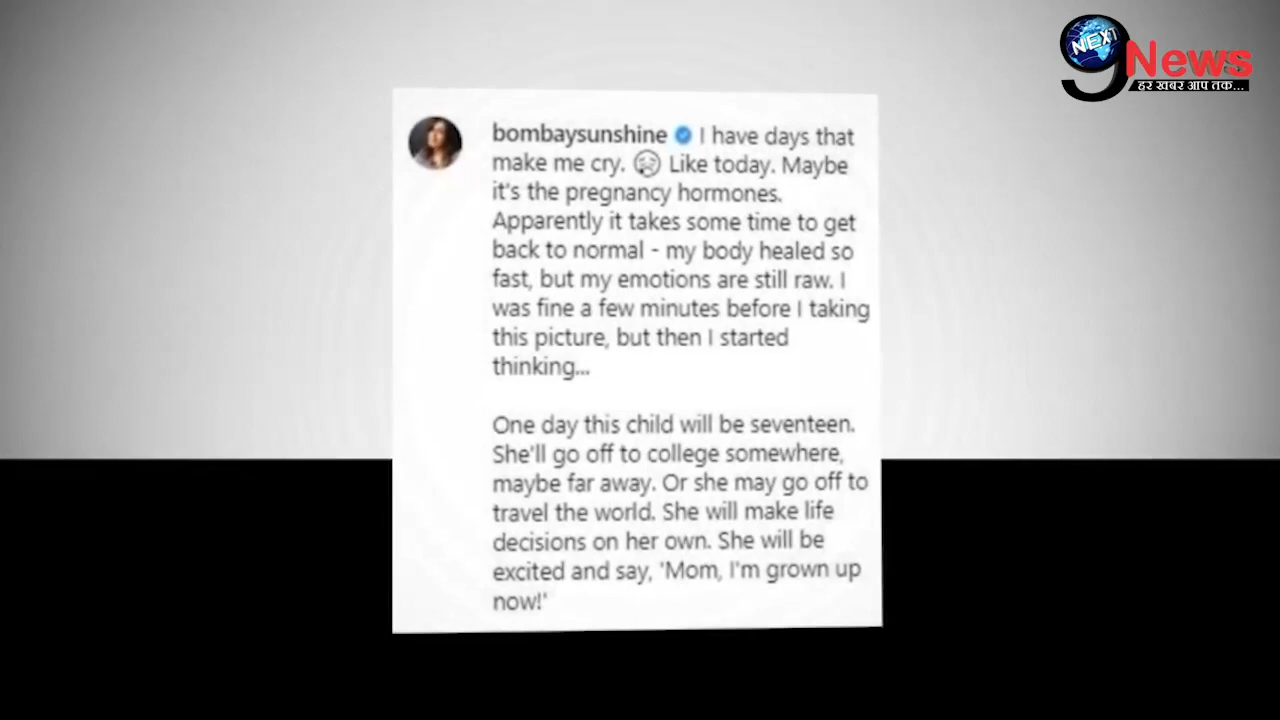 NEXT
9 News
हर खबर आप तक...
bombaysunshine I have days that
make me cry. 😢 Like today. Maybe
it's the pregnancy hormones.
Apparently it takes some time to get
back to normal - my body healed so
fast, but my emotions are still raw. I
was fine a few minutes before I taking
this picture, but then I started
thinking...
One day this child will be seventeen.
She'll go off to college somewhere,
maybe far away. Or she may go off to
travel the world. She will make life
decisions on her own. She will be
excited and say, 'Mom, I'm grown up
now!'